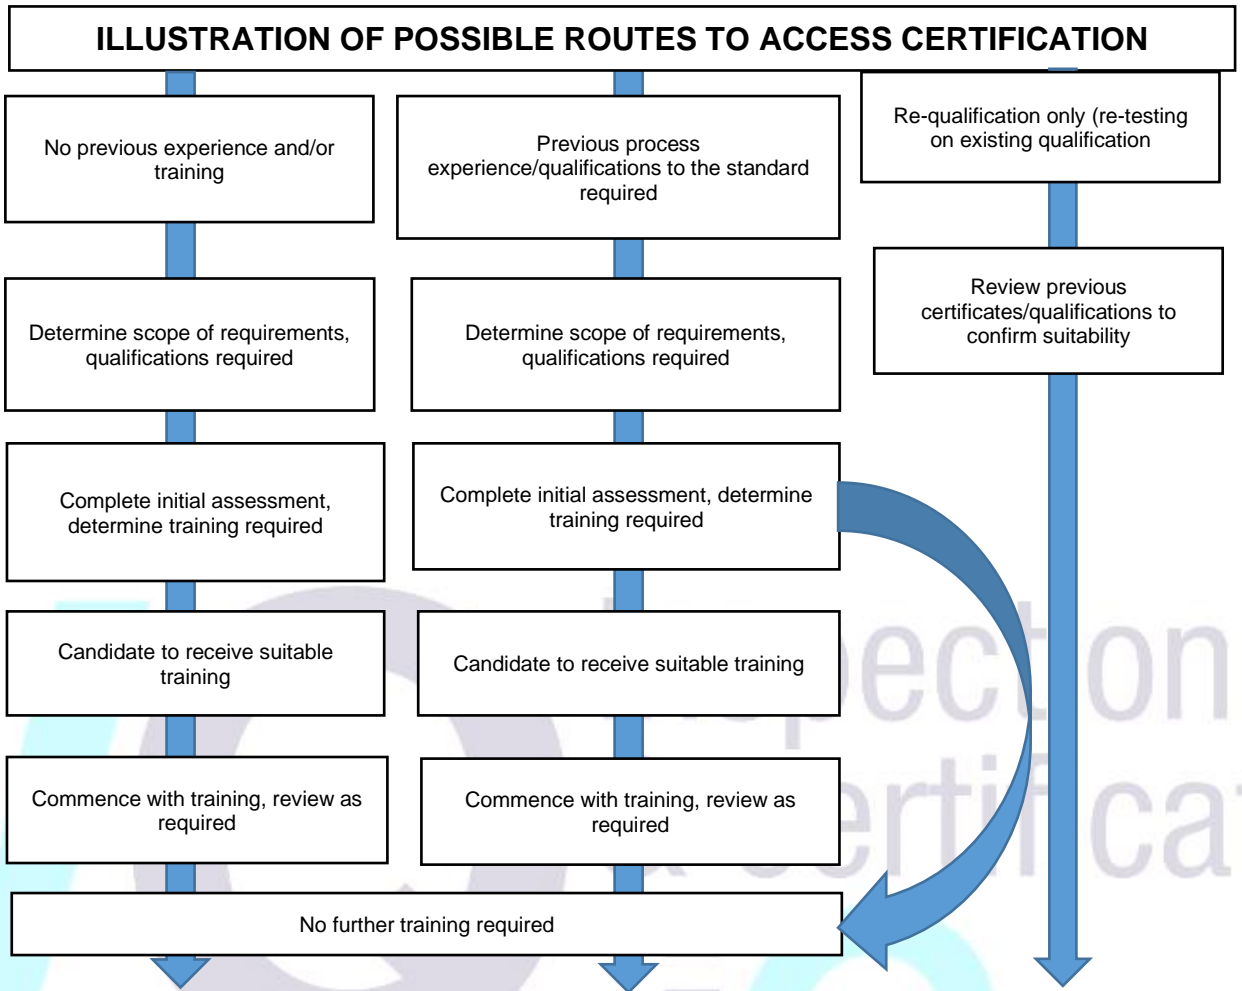 ILLUSTRATION OF POSSIBLE ROUTES TO ACCESS CERTIFICATION
No previous experience and/or
training
Previous process
experience/qualifications to the standard
required
Re-qualification only (re-testing
on existing qualification
Determine scope of requirements,
qualifications required
Determine scope of requirements,
qualifications required
Review previous
certificates/qualifications to
confirm suitability
Complete initial assessment,
determine training required
Complete initial assessment, determine
training required
Candidate to receive suitable
training
Candidate to receive suitable training
Commence with training, review as
required
Commence with training, review as
required
No further training required